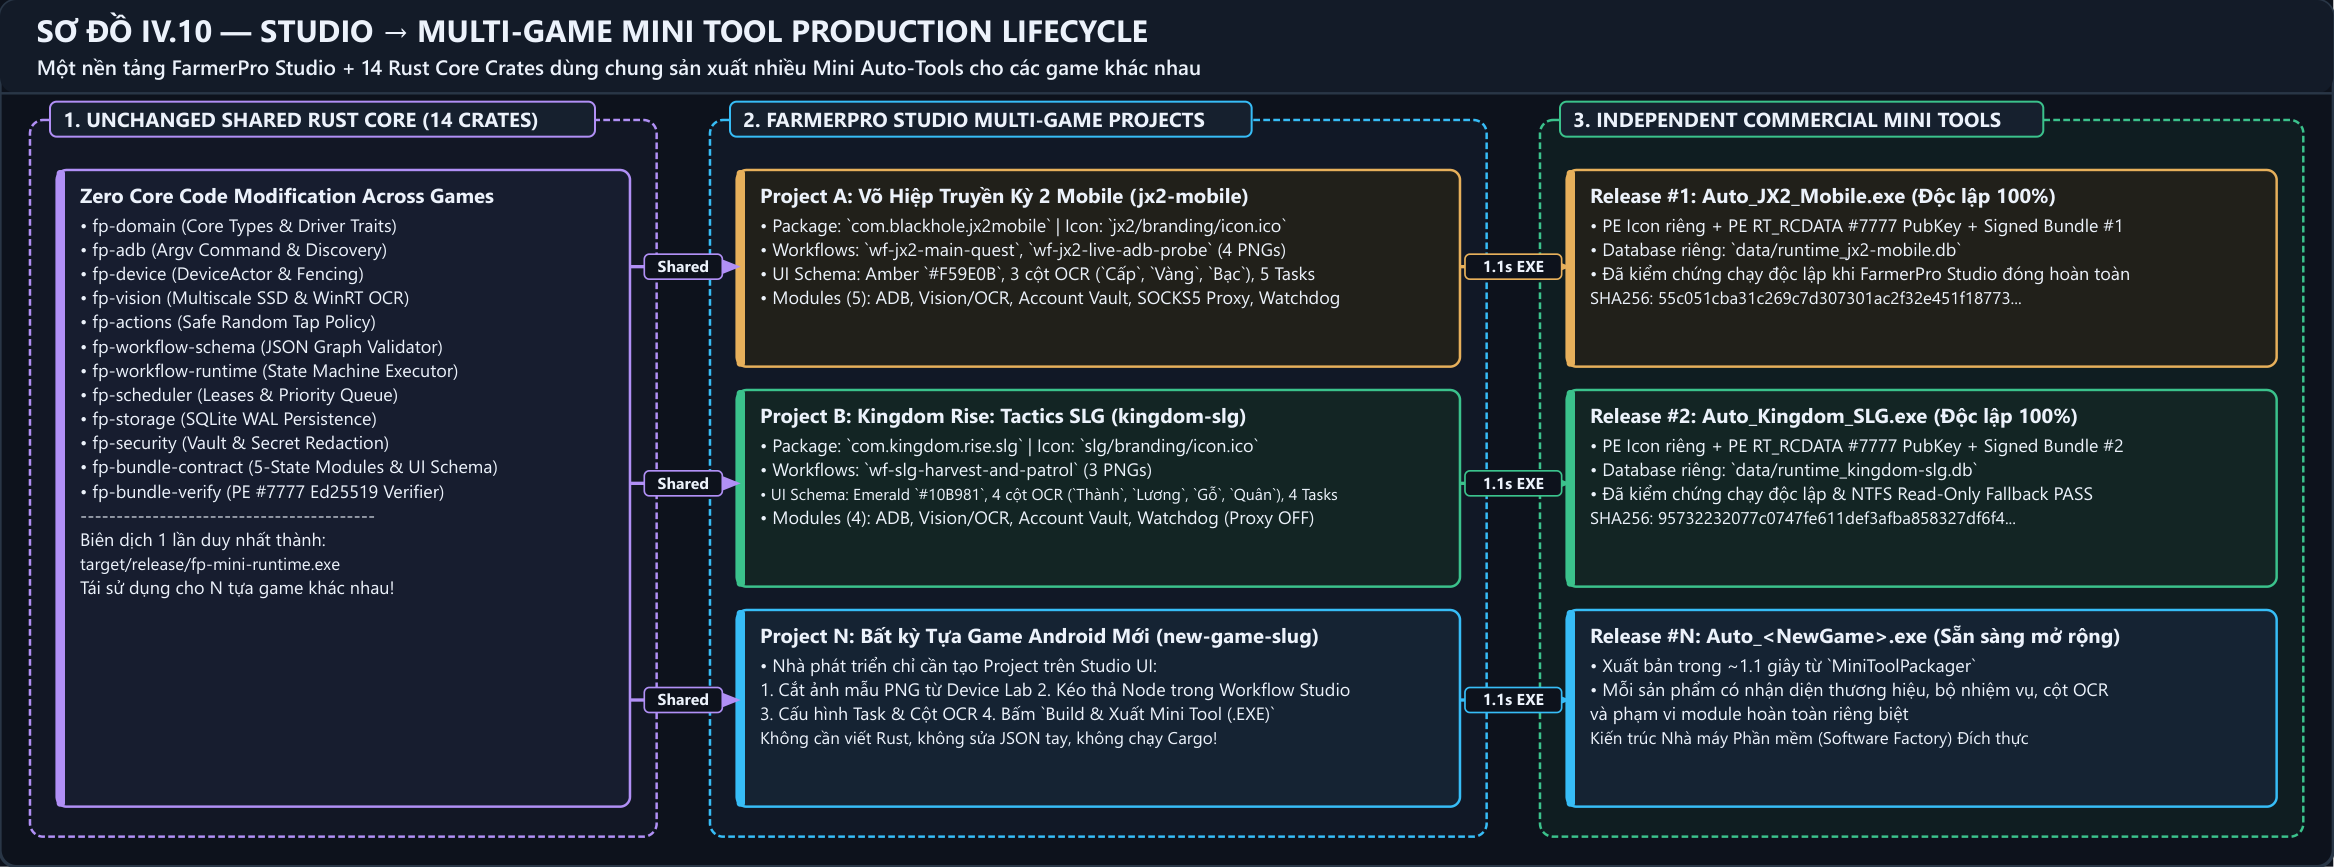 SƠ ĐỒ IV.10 — STUDIO → MULTI-GAME MINI TOOL PRODUCTION LIFECYCLE
Một nền tảng FarmerPro Studio + 14 Rust Core Crates dùng chung sản xuất nhiều Mini Auto-Tools cho các game khác nhau
1. UNCHANGED SHARED RUST CORE (14 CRATES)
Zero Core Code Modification Across Games
• fp-domain (Core Types & Driver Traits)
• fp-adb (Argv Command & Discovery)
• fp-device (DeviceActor & Fencing)
• fp-vision (Multiscale SSD & WinRT OCR)
• fp-actions (Safe Random Tap Policy)
• fp-workflow-schema (JSON Graph Validator)
• fp-workflow-runtime (State Machine Executor)
• fp-scheduler (Leases & Priority Queue)
• fp-storage (SQLite WAL Persistence)
• fp-security (Vault & Secret Redaction)
• fp-bundle-contract (5-State Modules & UI Schema)
• fp-bundle-verify (PE #7777 Ed25519 Verifier)
-----------------------------------------
Biên dịch 1 lần duy nhất thành:
target/release/fp-mini-runtime.exe
Tái sử dụng cho N tựa game khác nhau!
Shared
Shared
Shared
2. FARMERPRO STUDIO MULTI-GAME PROJECTS
Project A: Võ Hiệp Truyền Kỳ 2 Mobile (jx2-mobile)
• Package: `com.blackhole.jx2mobile` | Icon: `jx2/branding/icon.ico`
• Workflows: `wf-jx2-main-quest`, `wf-jx2-live-adb-probe` (4 PNGs)
• UI Schema: Amber `#F59E0B`, 3 cột OCR (`Cấp`, `Vàng`, `Bạc`), 5 Tasks
• Modules (5): ADB, Vision/OCR, Account Vault, SOCKS5 Proxy, Watchdog
Project B: Kingdom Rise: Tactics SLG (kingdom-slg)
• Package: `com.kingdom.rise.slg` | Icon: `slg/branding/icon.ico`
• Workflows: `wf-slg-harvest-and-patrol` (3 PNGs)
• UI Schema: Emerald `#10B981`, 4 cột OCR (`Thành`, `Lương`, `Gỗ`, `Quân`), 4 Tasks
• Modules (4): ADB, Vision/OCR, Account Vault, Watchdog (Proxy OFF)
Project N: Bất kỳ Tựa Game Android Mới (new-game-slug)
• Nhà phát triển chỉ cần tạo Project trên Studio UI:
1. Cắt ảnh mẫu PNG từ Device Lab 2. Kéo thả Node trong Workflow Studio
3. Cấu hình Task & Cột OCR 4. Bấm `Build & Xuất Mini Tool (.EXE)`
Không cần viết Rust, không sửa JSON tay, không chạy Cargo!
1.1s EXE
1.1s EXE
1.1s EXE
3. INDEPENDENT COMMERCIAL MINI TOOLS
Release #1: Auto_JX2_Mobile.exe (Độc lập 100%)
• PE Icon riêng + PE RT_RCDATA #7777 PubKey + Signed Bundle #1
• Database riêng: `data/runtime_jx2-mobile.db`
• Đã kiểm chứng chạy độc lập khi FarmerPro Studio đóng hoàn toàn
SHA256: 55c051cba31c269c7d307301ac2f32e451f18773...
Release #2: Auto_Kingdom_SLG.exe (Độc lập 100%)
• PE Icon riêng + PE RT_RCDATA #7777 PubKey + Signed Bundle #2
• Database riêng: `data/runtime_kingdom-slg.db`
• Đã kiểm chứng chạy độc lập & NTFS Read-Only Fallback PASS
SHA256: 95732232077c0747fe611def3afba858327df6f4...
Release #N: Auto_<NewGame>.exe (Sẵn sàng mở rộng)
• Xuất bản trong ~1.1 giây từ `MiniToolPackager`
• Mỗi sản phẩm có nhận diện thương hiệu, bộ nhiệm vụ, cột OCR
và phạm vi module hoàn toàn riêng biệt
Kiến trúc Nhà máy Phần mềm (Software Factory) Đích thực